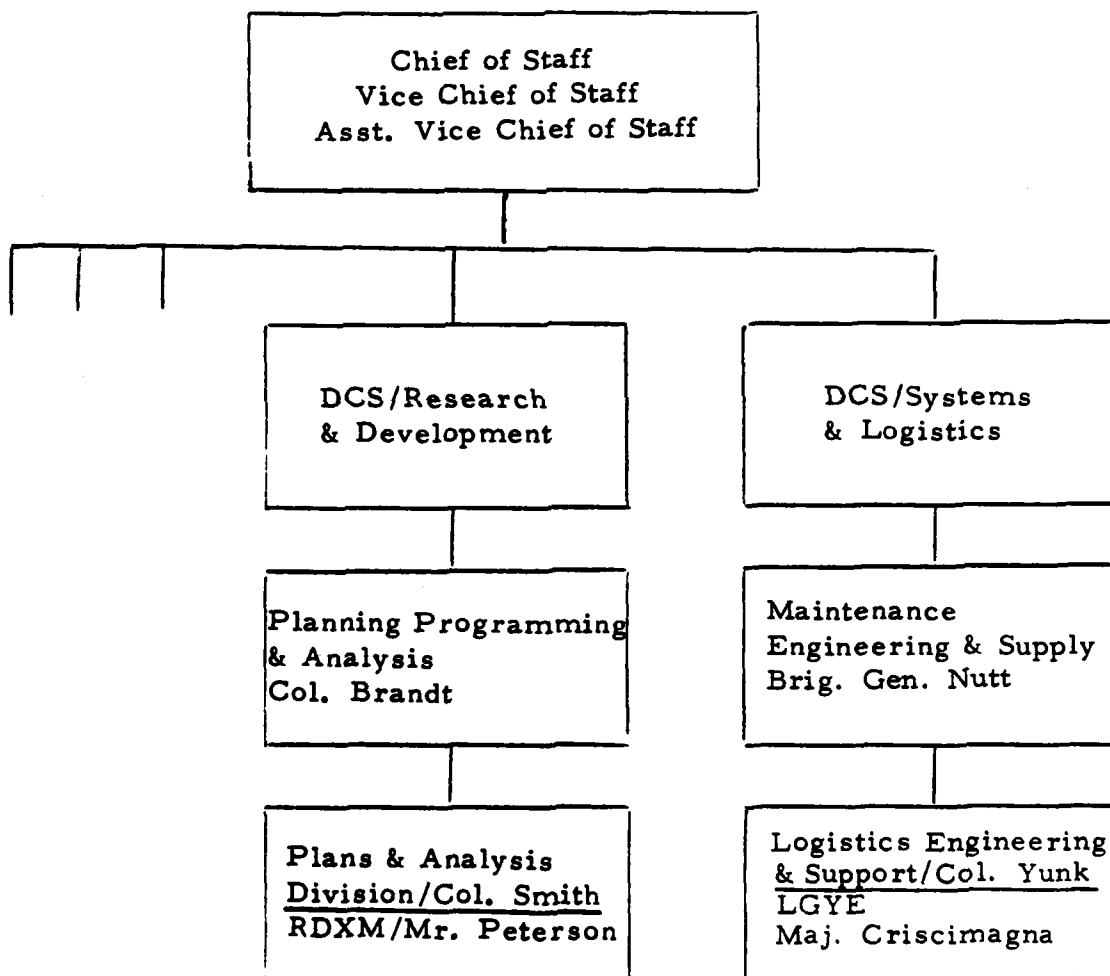 Chief of Staff
Vice Chief of Staff
Asst. Vice Chief of Staff
DCS/Research
& Development
DCS/Systems
& Logistics
Planning Programming
& Analysis
Col. Brandt
Maintenance
Engineering & Supply
Brig. Gen. Nutt
Plans & Analysis
Division/Col. Smith
RDXM/Mr. Peterson
Logistics Engineering
& Support/Col. Yunk
LGYE
Maj. Criscimagna